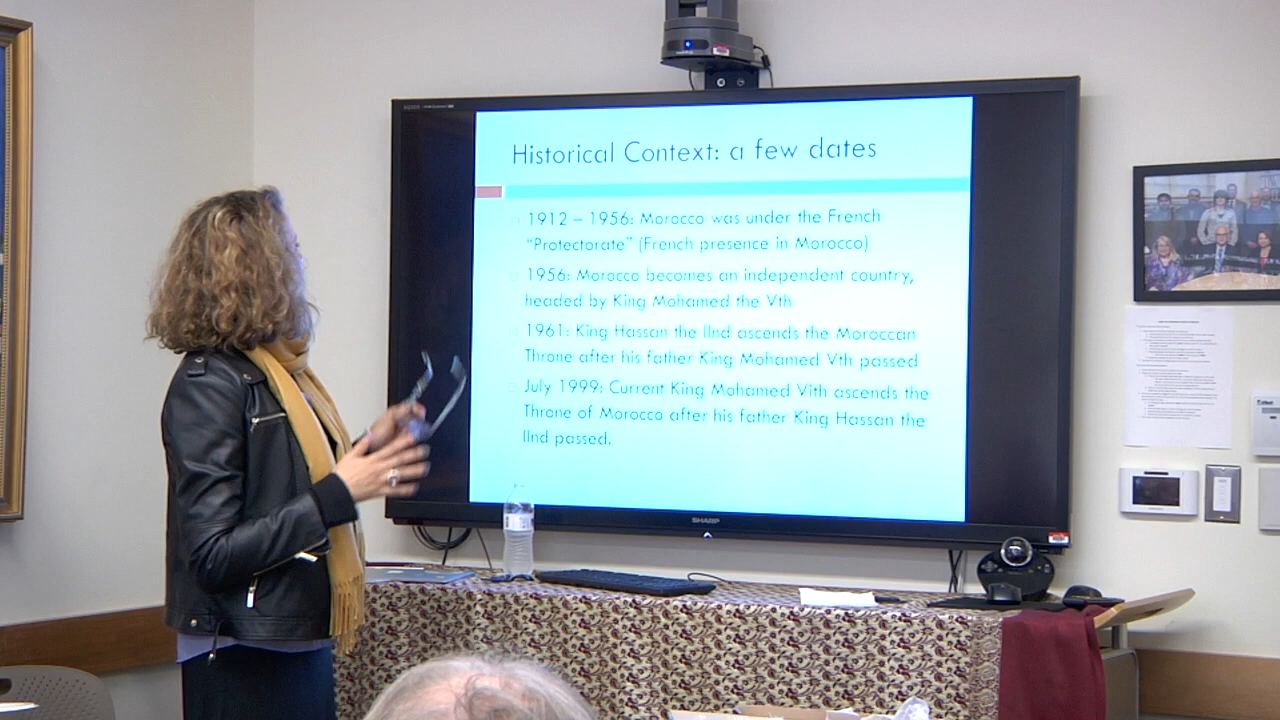 Historical Context: a few dates
1912 – 1956: Morocco was under the French
"Protectorate" (French presence in Morocco)
1956: Morocco becomes an independent country,
headed by King Mohamed the Vth
1961: King Hassan the IInd ascends the Moroccan
Throne after his father King Mohamed Vth passed
July 1999: Current King Mohamed VIth ascends the
Throne of Morocco after his father King Hassan the
IInd passed.
SHARP